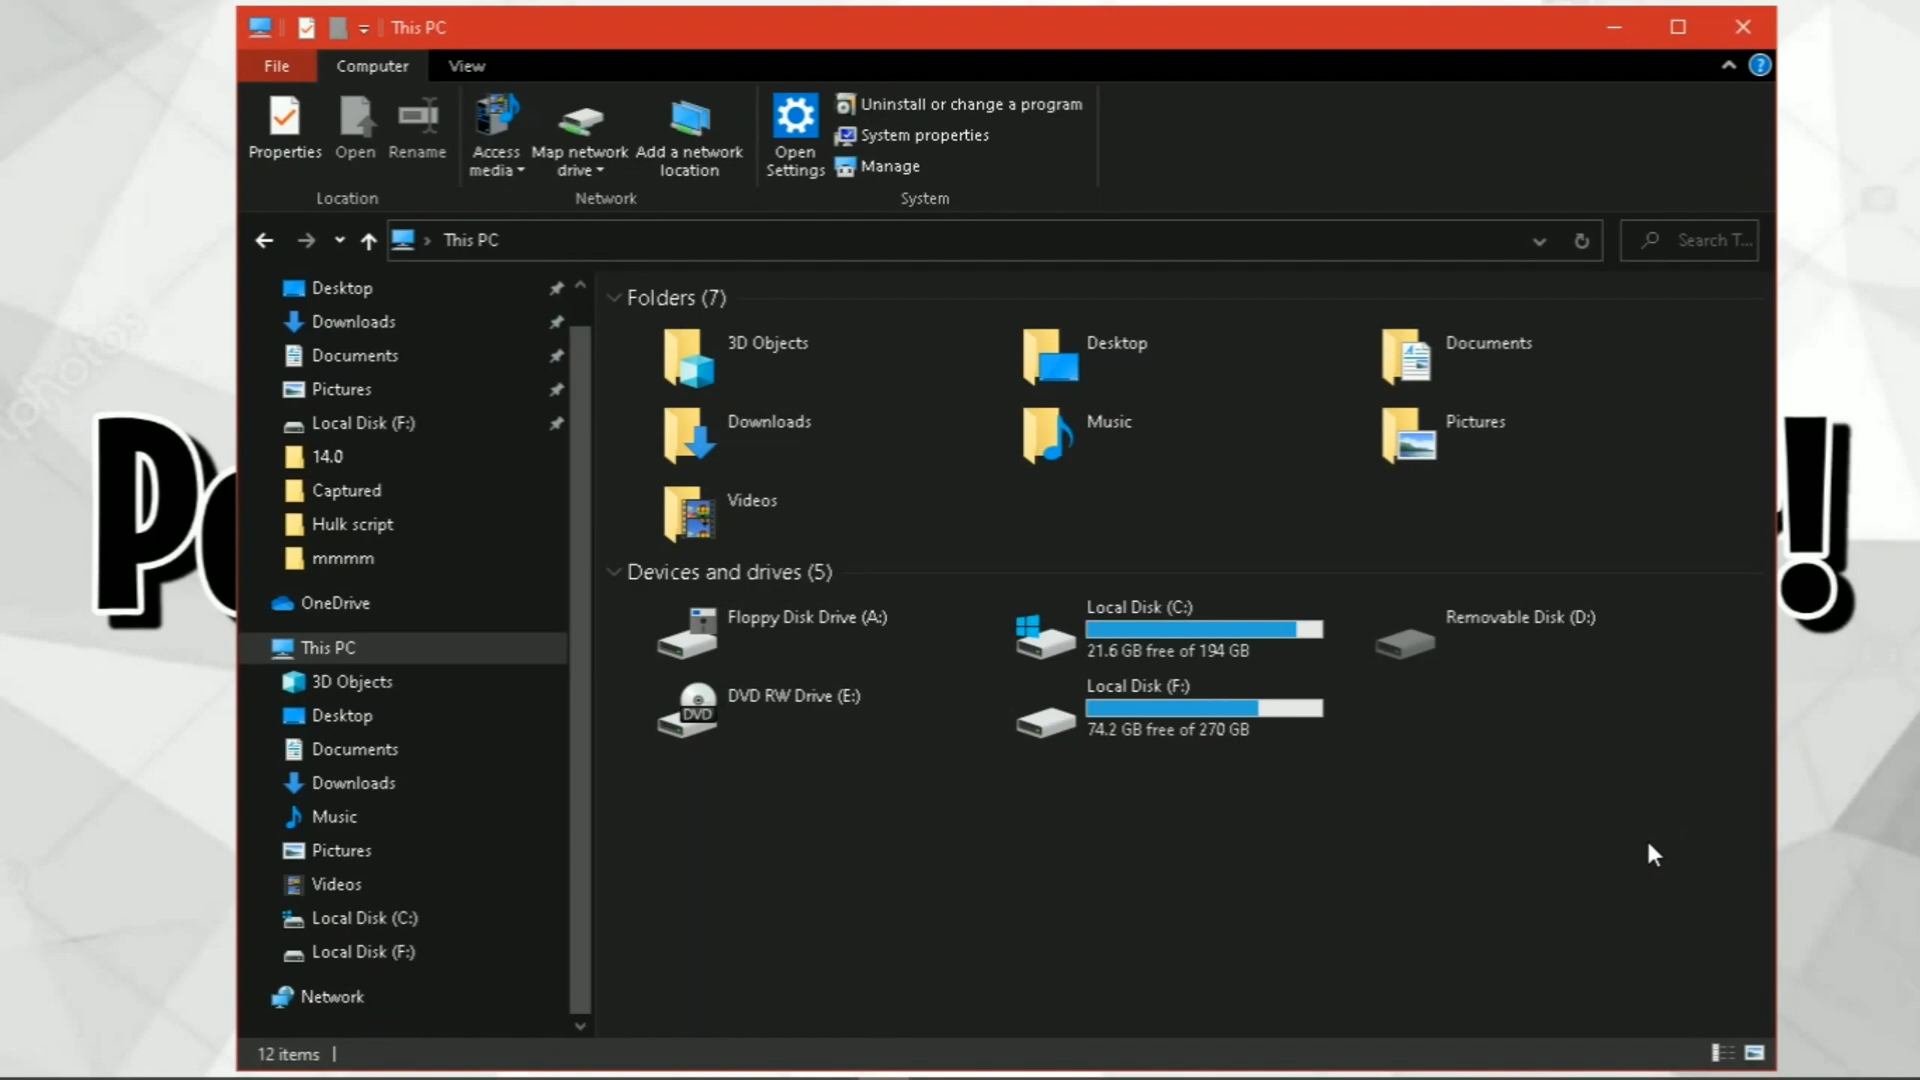 This PC
File
Computer
View
Properties
Open
Rename
Access
media
Map network
drive
Add a network
location
Open
Settings
Uninstall or change a program
System properties
Manage
Location
Network
System
This PC
Search T...
Desktop
Downloads
Documents
Pictures
Local Disk (F:)
14.0
Captured
Hulk script
mmmm
OneDrive
This PC
3D Objects
Desktop
Documents
Downloads
Music
Pictures
Videos
Local Disk (C:)
Local Disk (F:)
Network
Folders (7)
3D Objects
Desktop
Documents
Downloads
Music
Pictures
Videos
Devices and drives (5)
Floppy Disk Drive (A:)
Local Disk (C:)
21.6 GB free of 194 GB
Removable Disk (D:)
DVD
DVD RW Drive (E:)
Local Disk (F:)
74.2 GB free of 270 GB
12 items